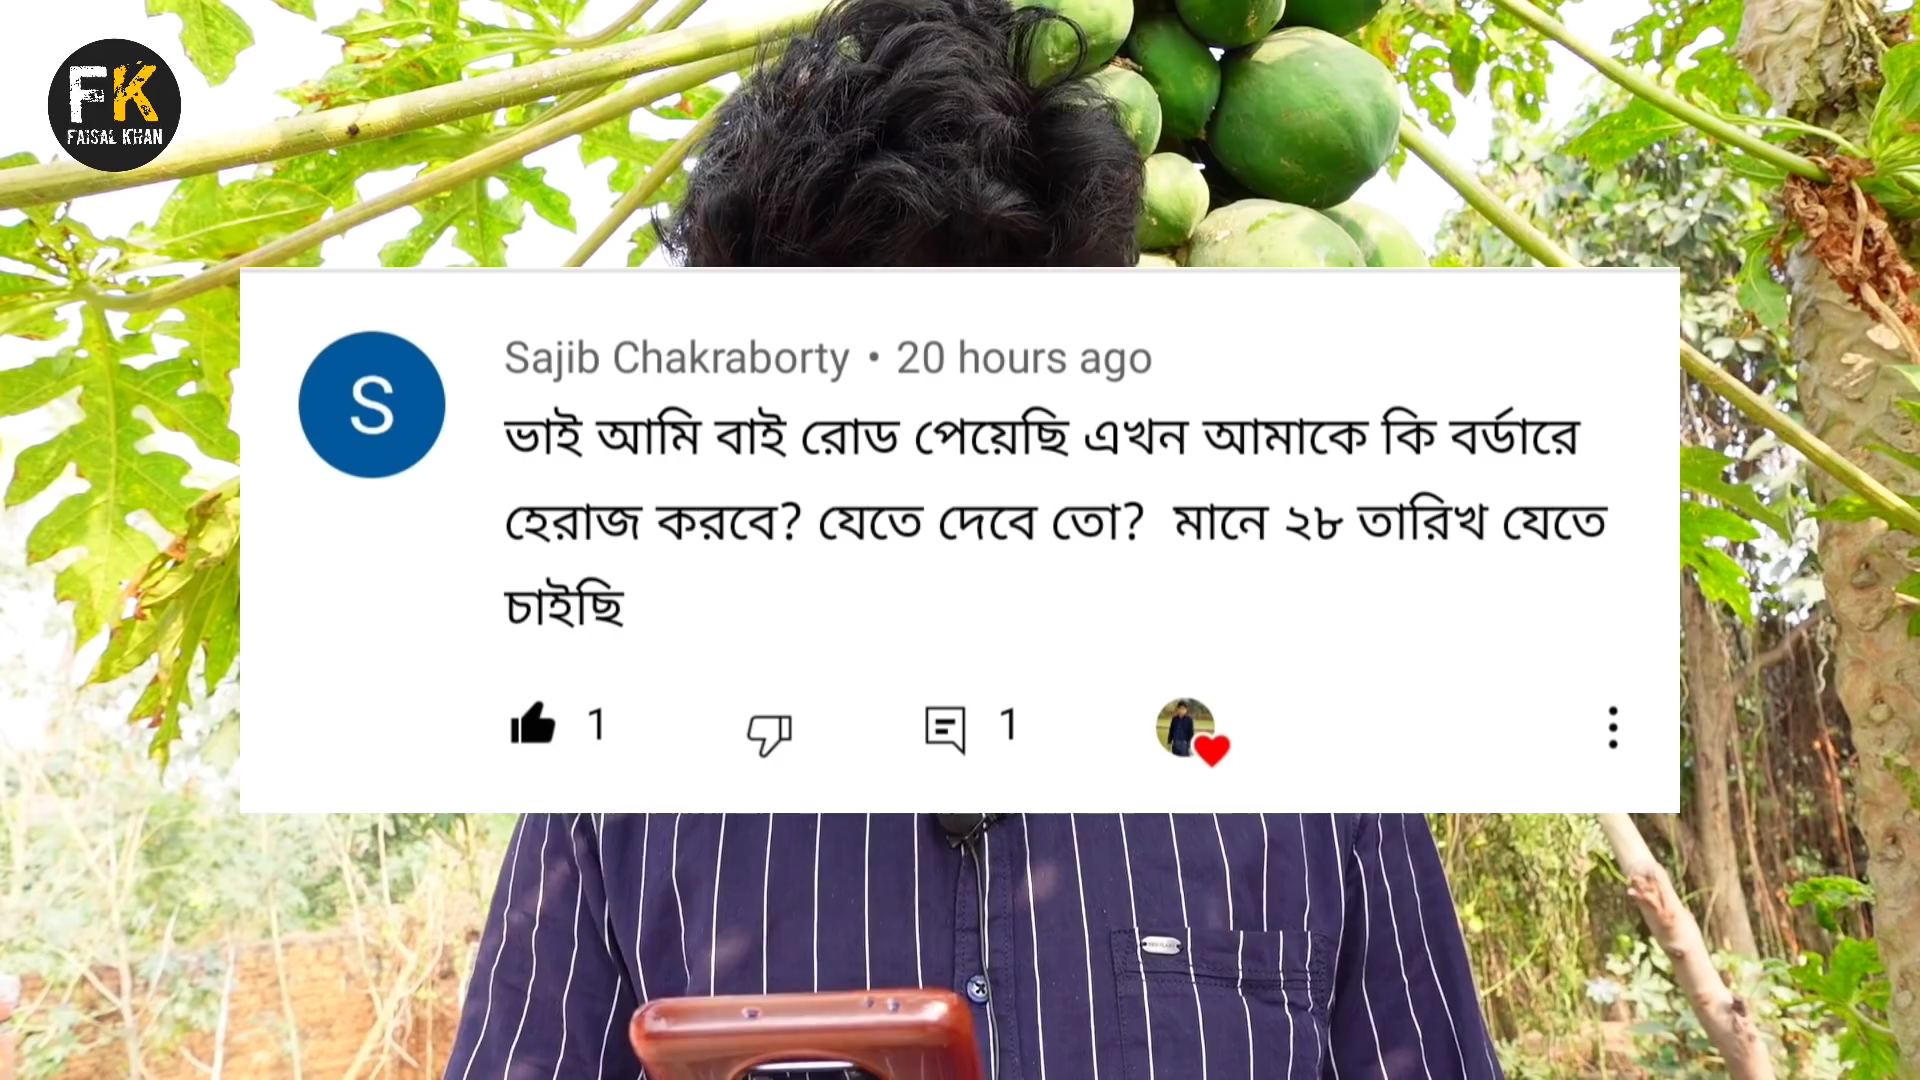 FK
FAISAL KHAN
S
Sajib Chakraborty • 20 hours ago
ভাই আমি বাই রোড পেয়েছি এখন আমাকে কি বর্ডারে
হেরাজ করবে? যেতে দেবে তো? মানে ২৮ তারিখ যেতে
চাইছি
1
1